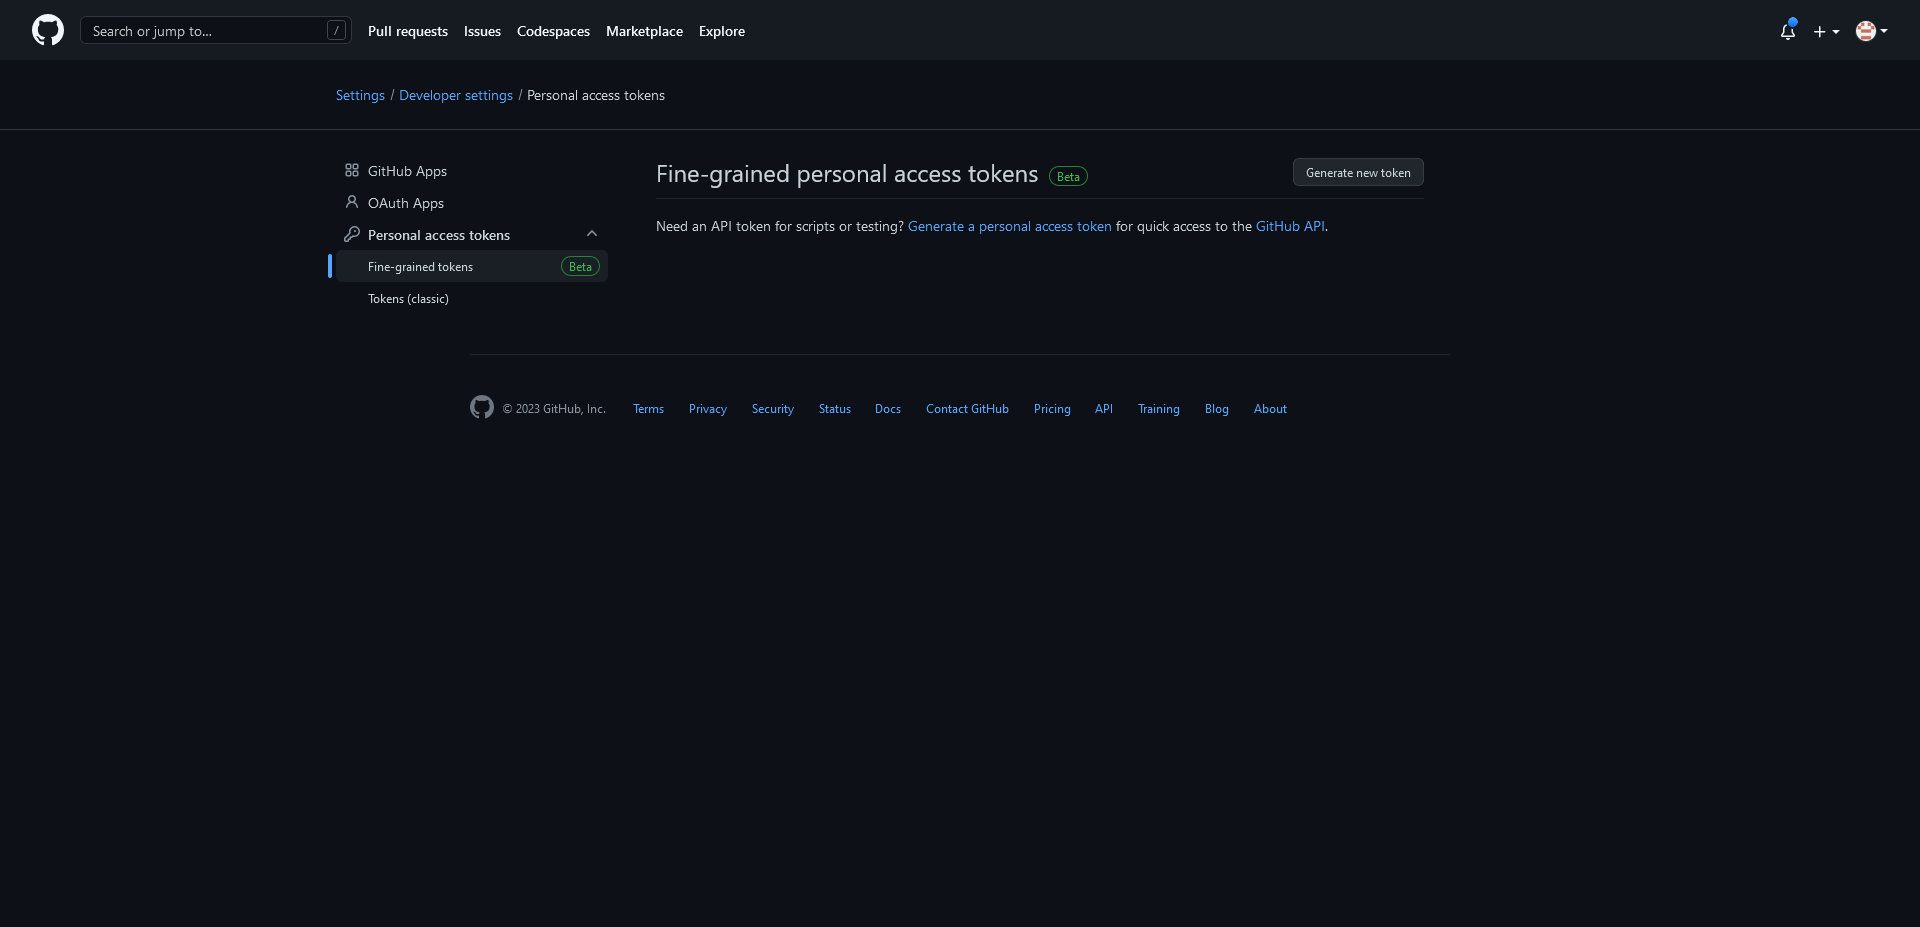 Search or jump to... /
Pull requests Issues Codespaces Marketplace Explore
Settings / Developer settings / Personal access tokens
GitHub Apps
OAuth Apps
Personal access tokens
Fine-grained tokens Beta
Tokens (classic)
Fine-grained personal access tokens Beta
Generate new token
Need an API token for scripts or testing? Generate a personal access token for quick access to the GitHub API.
© 2023 GitHub, Inc. Terms Privacy Security Status Docs Contact GitHub Pricing API Training Blog About